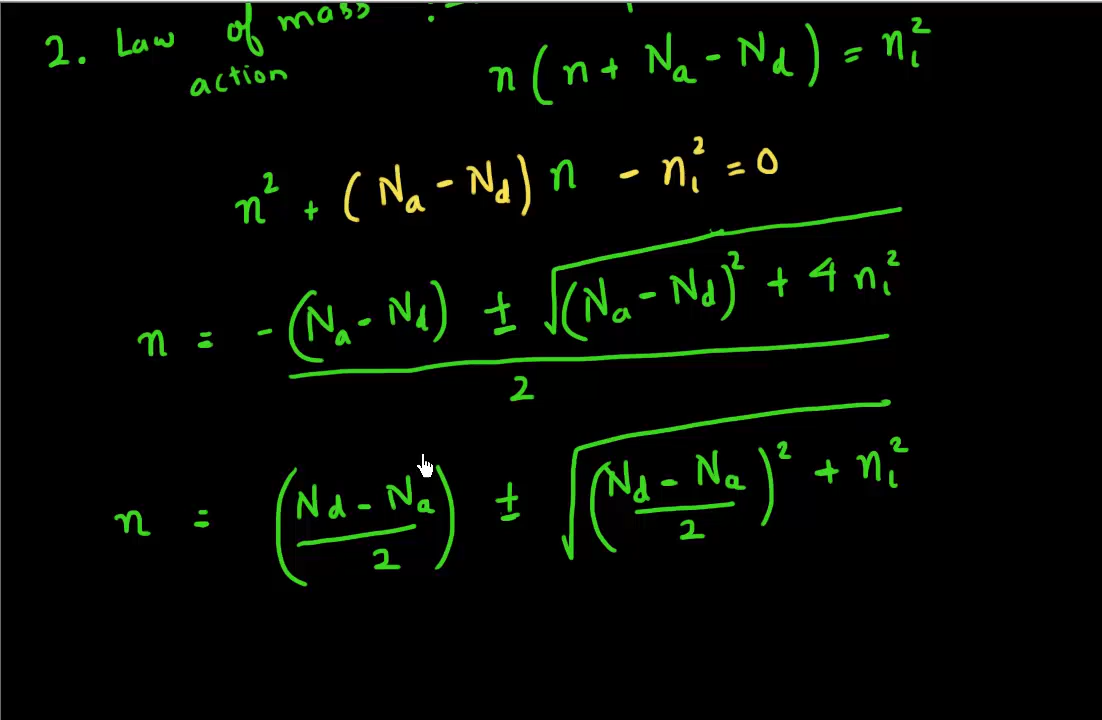 2. Law of mass :-
action
n(n + Na - Nd) = ni²
n² + (Na - Nd) n - ni² = 0
n = -(Na - Nd) ± √((Na - Nd)² + 4 ni²)
2
n = (Nd - Na / 2) ± √((Nd - Na / 2)² + ni²)